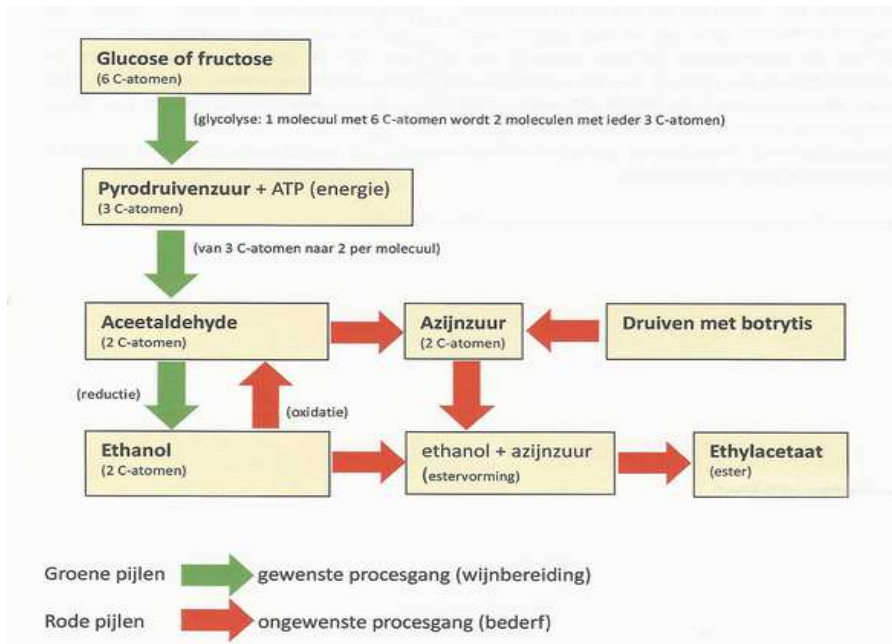 Glucose of fructose
(6 C-atomen)
(glycolyse: 1 molecuul met 6 C-atomen wordt 2 moleculen met ieder 3 C-atomen)
Pyrodruivenzuur + ATP (energie)
(3 C-atomen)
(van 3 C-atomen naar 2 per molecuul)
Aceetaldehyde
(2 C-atomen)
Azijnzuur
(2 C-atomen)
Druiven met botrytis
(reductie)
(oxidatie)
Ethanol
(2 C-atomen)
ethanol + azijnzuur
(estervorming)
Ethylacetaat
(ester)
Groene pijlen
gewenste procesgang (wijnbereiding)
Rode pijlen
ongewenste procesgang (bederf)